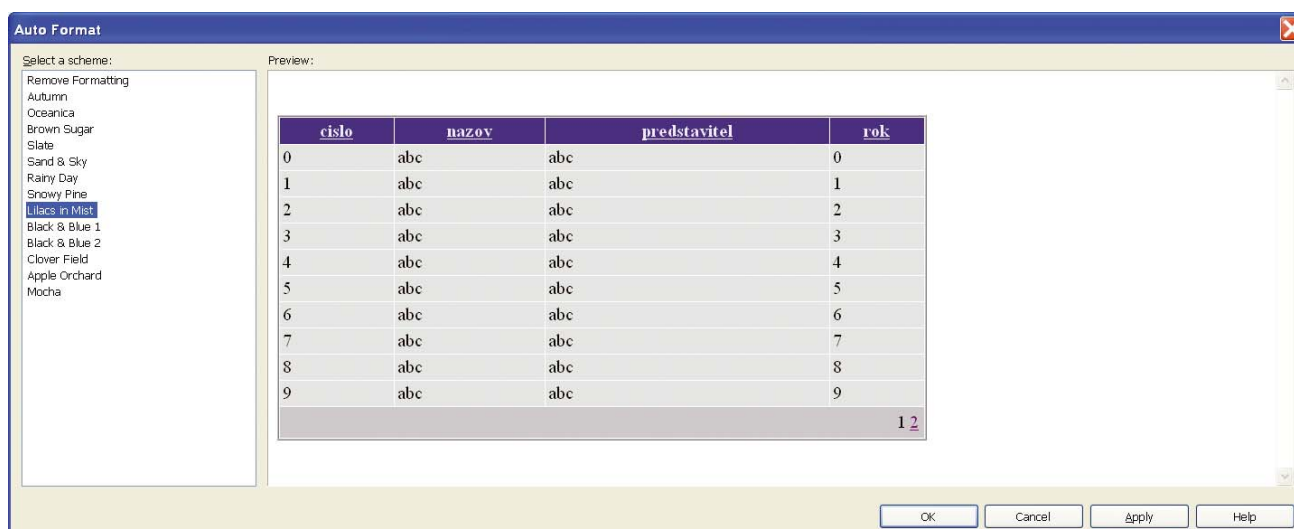 Auto Format
Select a scheme:
Remove Formatting
Autumn
Oceanica
Brown Sugar
Slate
Sand & Sky
Rainy Day
Snowy Pine
Lilacs in Mist
Black & Blue 1
Black & Blue 2
Clover Field
Apple Orchard
Mocha
Preview:
cislo nazov predstavitel rok
0 abc abc 0
1 abc abc 1
2 abc abc 2
3 abc abc 3
4 abc abc 4
5 abc abc 5
6 abc abc 6
7 abc abc 7
8 abc abc 8
9 abc abc 9
1 2
OK Cancel Apply Help